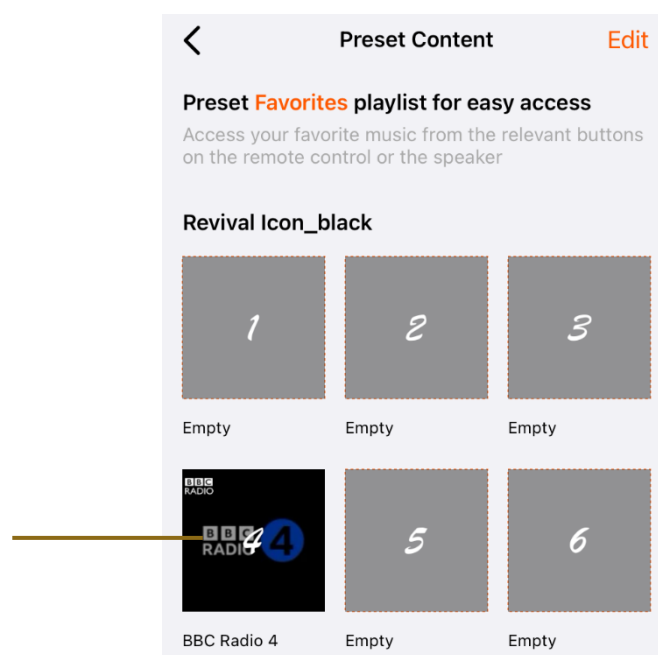 Preset Content
Edit
Preset Favorites playlist for easy access
Access your favorite music from the relevant buttons
on the remote control or the speaker
Revival Icon_black
1
2
3
Empty
Empty
Empty
BBC
RADIO
BBC
RADIO
4
4
5
6
BBC Radio 4
Empty
Empty